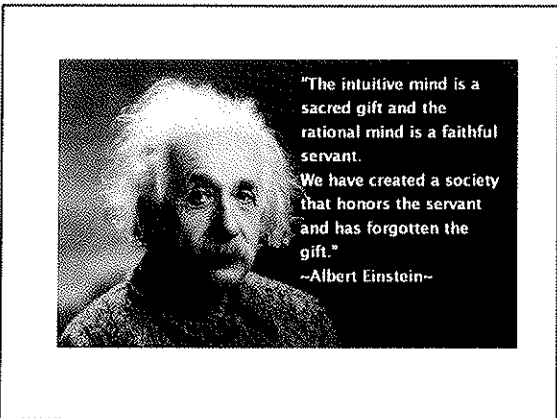 "The intuitive mind is a
sacred gift and the
rational mind is a faithful
servant.
We have created a society
that honors the servant
and has forgotten the
gift."
~Albert Einstein~